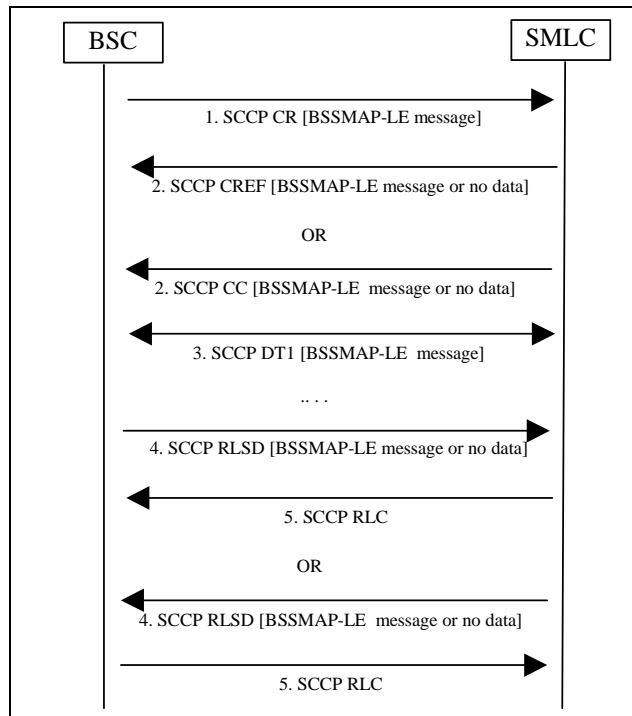 BSC
SMLC
1. SCCP CR [BSSMAP-LE message]
2. SCCP CREF [BSSMAP-LE message or no data]
OR
2. SCCP CC [BSSMAP-LE message or no data]
3. SCCP DT1 [BSSMAP-LE message]
.. . .
4. SCCP RLSD [BSSMAP-LE message or no data]
5. SCCP RLC
OR
4. SCCP RLSD [BSSMAP-LE message or no data]
5. SCCP RLC